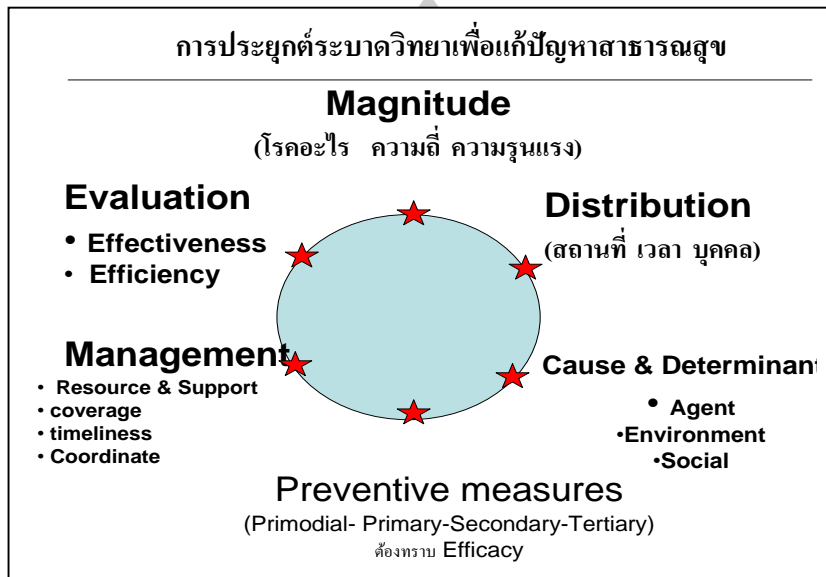 การประยุกต์ระบาดวิทยาเพื่อแก้ปัญหาสาธารณสุข
Magnitude
(โรคอะไร ความถี่ ความรุนแรง)
Evaluation
• Effectiveness
• Efficiency
Distribution
(สถานที่ เวลา บุคคล)
Management
• Resource & Support
• coverage
• timeliness
• Coordinate
Cause & Determinant
• Agent
•Environment
•Social
Preventive measures
(Primodial- Primary-Secondary-Tertiary)
ต้องทราบ Efficacy